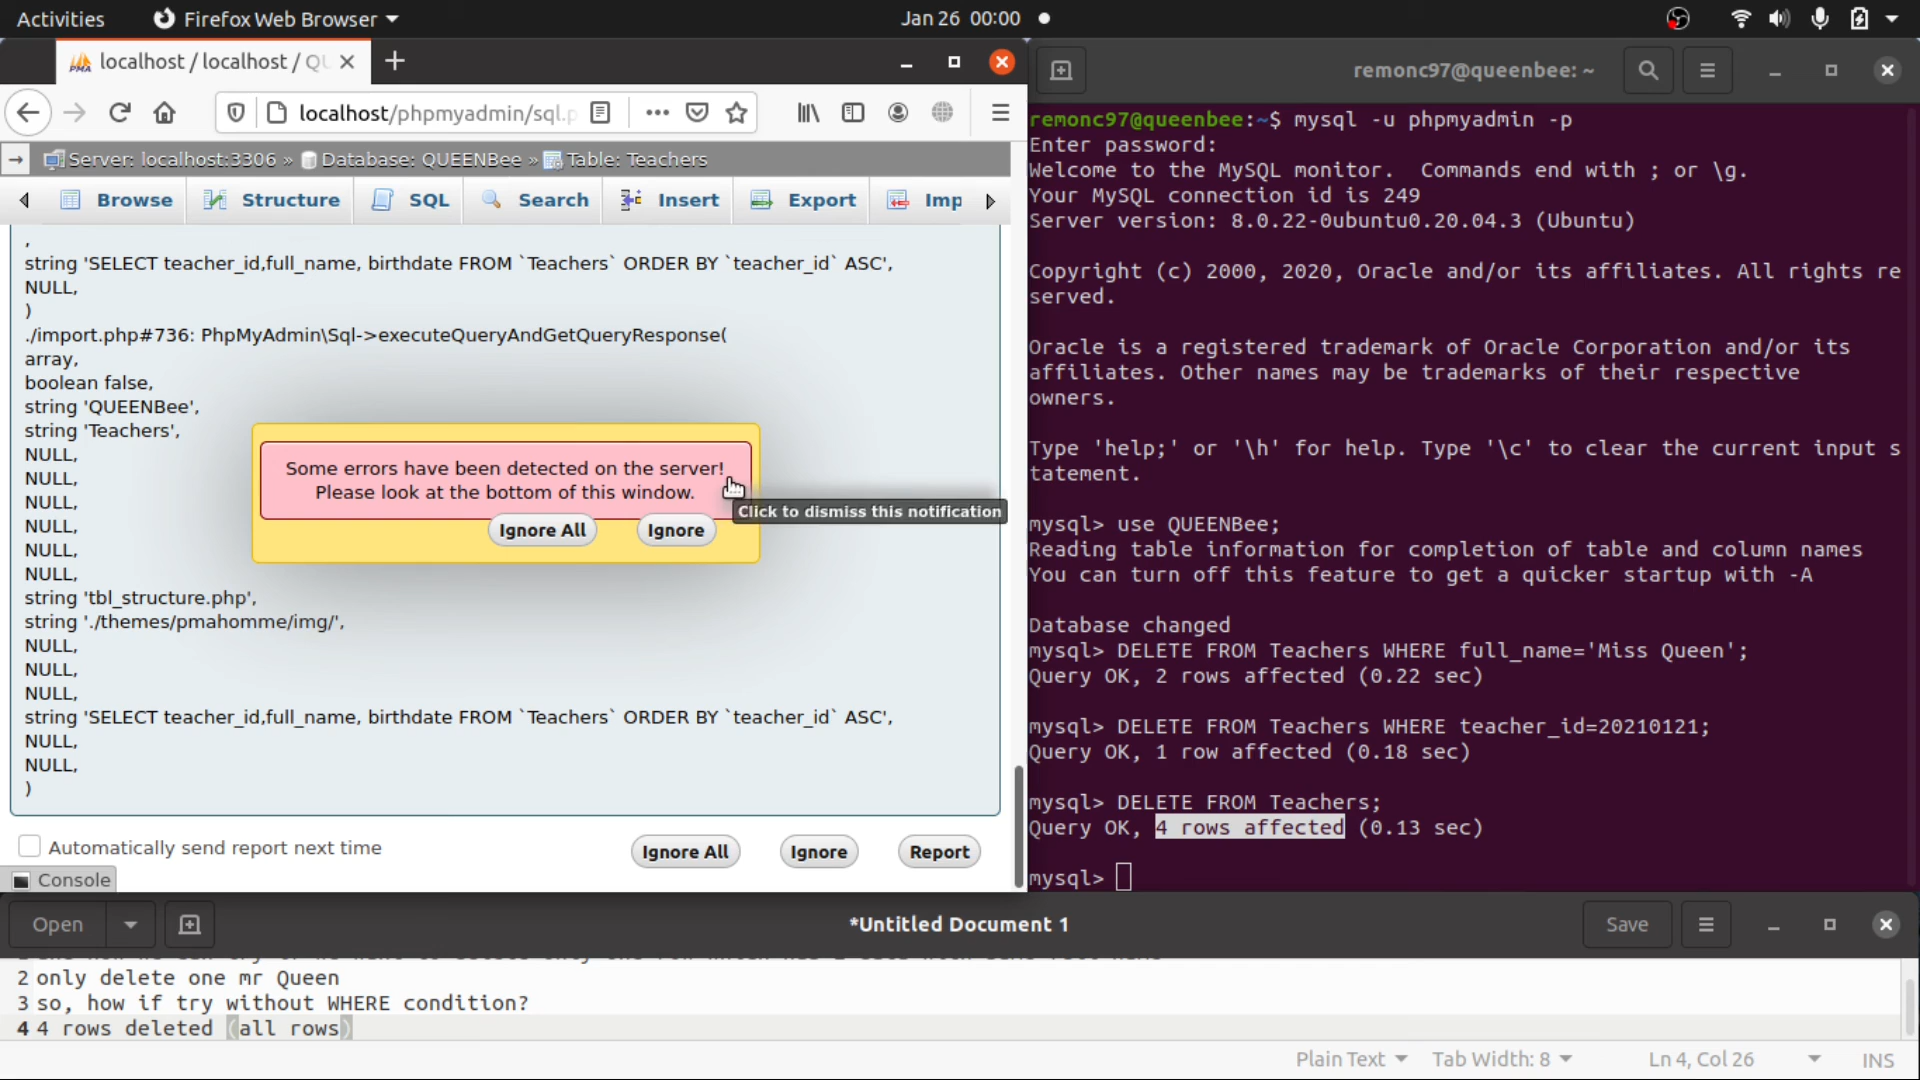 Activities
Firefox Web Browser
Jan 26 00:00
localhost / localhost / QU
localhost/phpmyadmin/sql.p
Server: localhost:3306 » Database: QUEENBee » Table: Teachers
Browse
Structure
SQL
Search
Insert
Export
Imp
,
string 'SELECT teacher_id,full_name, birthdate FROM `Teachers` ORDER BY `teacher_id` ASC',
NULL,
)
./import.php#736: PhpMyAdmin\Sql->executeQueryAndGetQueryResponse(
array,
boolean false,
string 'QUEENBee',
string 'Teachers',
NULL,
NULL,
NULL,
NULL,
NULL,
NULL,
string 'tbl_structure.php',
string './themes/pmahomme/img/',
NULL,
NULL,
NULL,
string 'SELECT teacher_id,full_name, birthdate FROM `Teachers` ORDER BY `teacher_id` ASC',
NULL,
NULL,
)
Some errors have been detected on the server!
Please look at the bottom of this window.
Ignore All
Ignore
Click to dismiss this notification
Automatically send report next time
Ignore All
Ignore
Report
Console
remonc97@queenbee: ~
remonc97@queenbee:~$ mysql -u phpmyadmin -p
Enter password:
Welcome to the MySQL monitor.  Commands end with ; or \g.
Your MySQL connection id is 249
Server version: 8.0.22-0ubuntu0.20.04.3 (Ubuntu)
Copyright (c) 2000, 2020, Oracle and/or its affiliates. All rights re
served.
Oracle is a registered trademark of Oracle Corporation and/or its
affiliates. Other names may be trademarks of their respective
owners.
Type 'help;' or '\h' for help. Type '\c' to clear the current input s
tatement.
mysql> use QUEENBee;
Reading table information for completion of table and column names
You can turn off this feature to get a quicker startup with -A
Database changed
mysql> DELETE FROM Teachers WHERE full_name='Miss Queen';
Query OK, 2 rows affected (0.22 sec)
mysql> DELETE FROM Teachers WHERE teacher_id=20210121;
Query OK, 1 row affected (0.18 sec)
mysql> DELETE FROM Teachers;
Query OK, 4 rows affected (0.13 sec)
mysql>
Open
*Untitled Document 1
Save
2 only delete one mr Queen
3 so, how if try without WHERE condition?
4 4 rows deleted (all rows)
Plain Text
Tab Width: 8
Ln 4, Col 26
INS